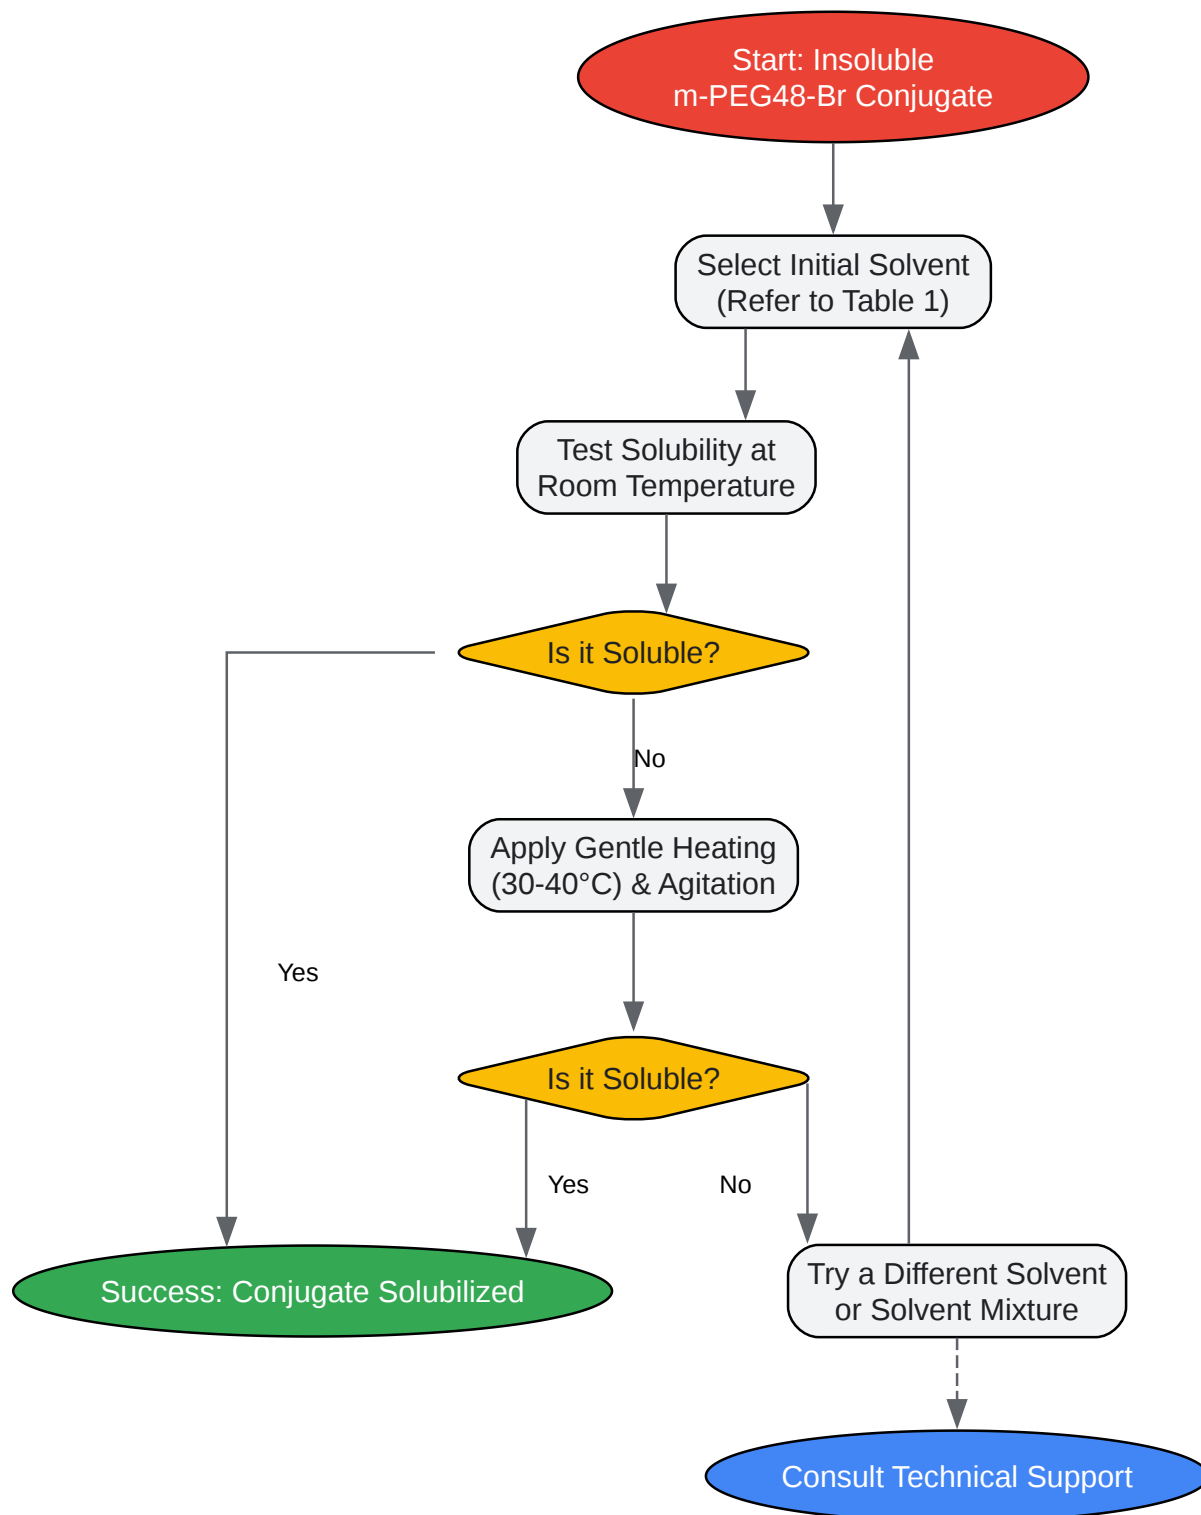 Start: Insoluble
m-PEG48-Br Conjugate
Select Initial Solvent
(Refer to Table 1)
Test Solubility at
Room Temperature
Is it Soluble?
No
Apply Gentle Heating
(30-40°C) & Agitation
Yes
Is it Soluble?
Yes
No
Success: Conjugate Solubilized
Try a Different Solvent
or Solvent Mixture
Consult Technical Support